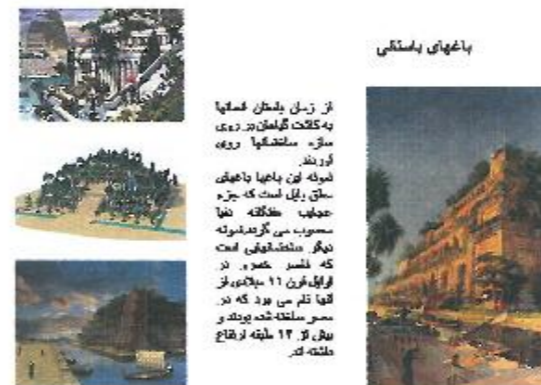 باغهای باستانی
از زمان باستان انسانها
به کاشت گیاهان بر روی
سازه ساختمانها روی
آوردند.
نمونه این باغها باغهای
معلق بابل است که جزء
عجایب هفتگانه دنیا
محسوب می گردد.نمونه
دیگر ساختمانهایی است
که ناصر خسرو در
اوایل قرن ۱۱ میلادی از
آنها نام می برد که در
مصر ساخته شده بودند و
بیش از ۱۴ طبقه ارتفاع
داشته اند.